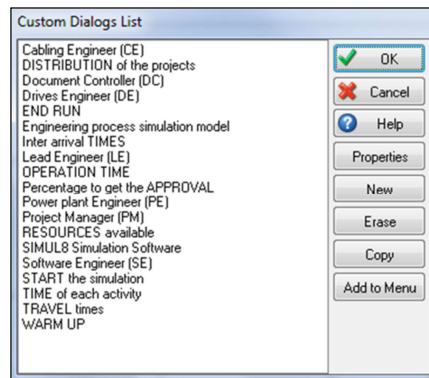 Custom Dialogs List
Cabling Engineer (CE)
DISTRIBUTION of the projects
Document Controller (DC)
Drives Engineer (DE)
END RUN
Engineering process simulation model
Inter arrival TIMES
Lead Engineer (LE)
OPERATION TIME
Percentage to get the APPROVAL
Power plant Engineer (PE)
Project Manager (PM)
RESOURCES available
SIMUL8 Simulation Software
Software Engineer (SE)
START the simulation
TIME of each activity
TRAVEL times
WARM UP
OK
Cancel
Help
Properties
New
Erase
Copy
Add to Menu